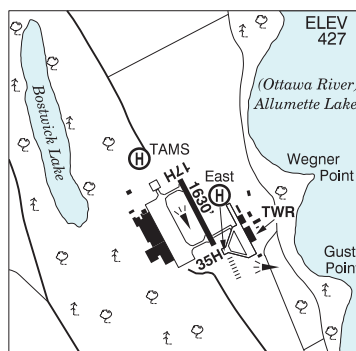 ELEV
427
(Ottawa River)
Allumette Lake
Bostwick Lake
H TAMS
17H
1630'
East
H
Wegner
Point
TWR
35H
Gust
Point